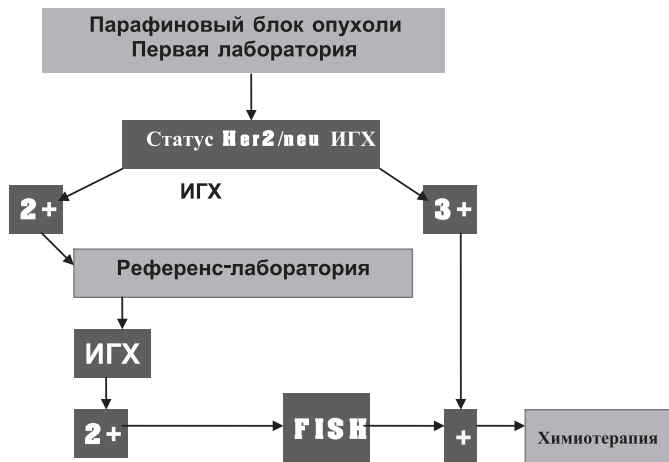 Парафиновый блок опухоли
Первая лаборатория
Статус Her2/neu ИГХ
ИГХ
2+
3+
Референс-лаборатория
ИГХ
2+
FISH
+
Химиотерапия